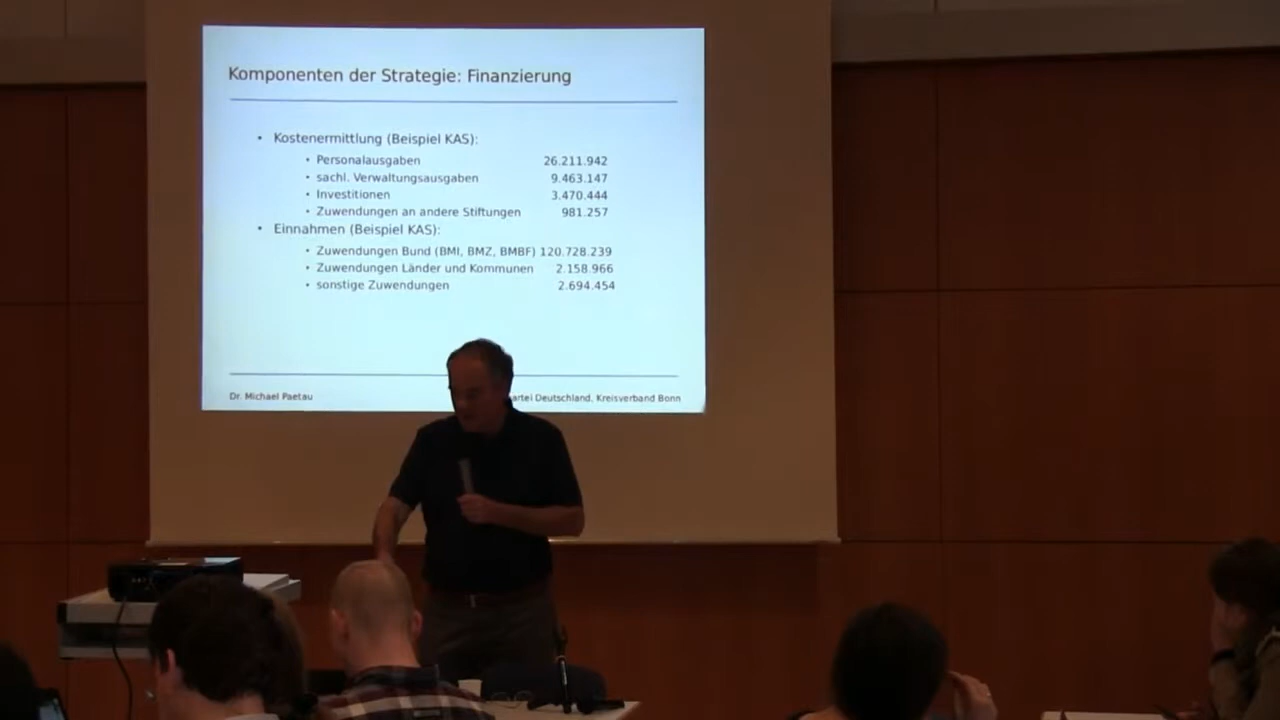 Komponenten der Strategie: Finanzierung
• Kostenermittlung (Beispiel KAS):
• Personalausgaben 26.211.942
• sachl. Verwaltungsausgaben 9.463.147
• Investitionen 3.470.444
• Zuwendungen an andere Stiftungen 981.257
• Einnahmen (Beispiel KAS):
• Zuwendungen Bund (BMI, BMZ, BMBF) 120.728.239
• Zuwendungen Länder und Kommunen 2.158.966
• sonstige Zuwendungen 2.694.454
Dr. Michael Paetau artei Deutschland, Kreisverband Bonn